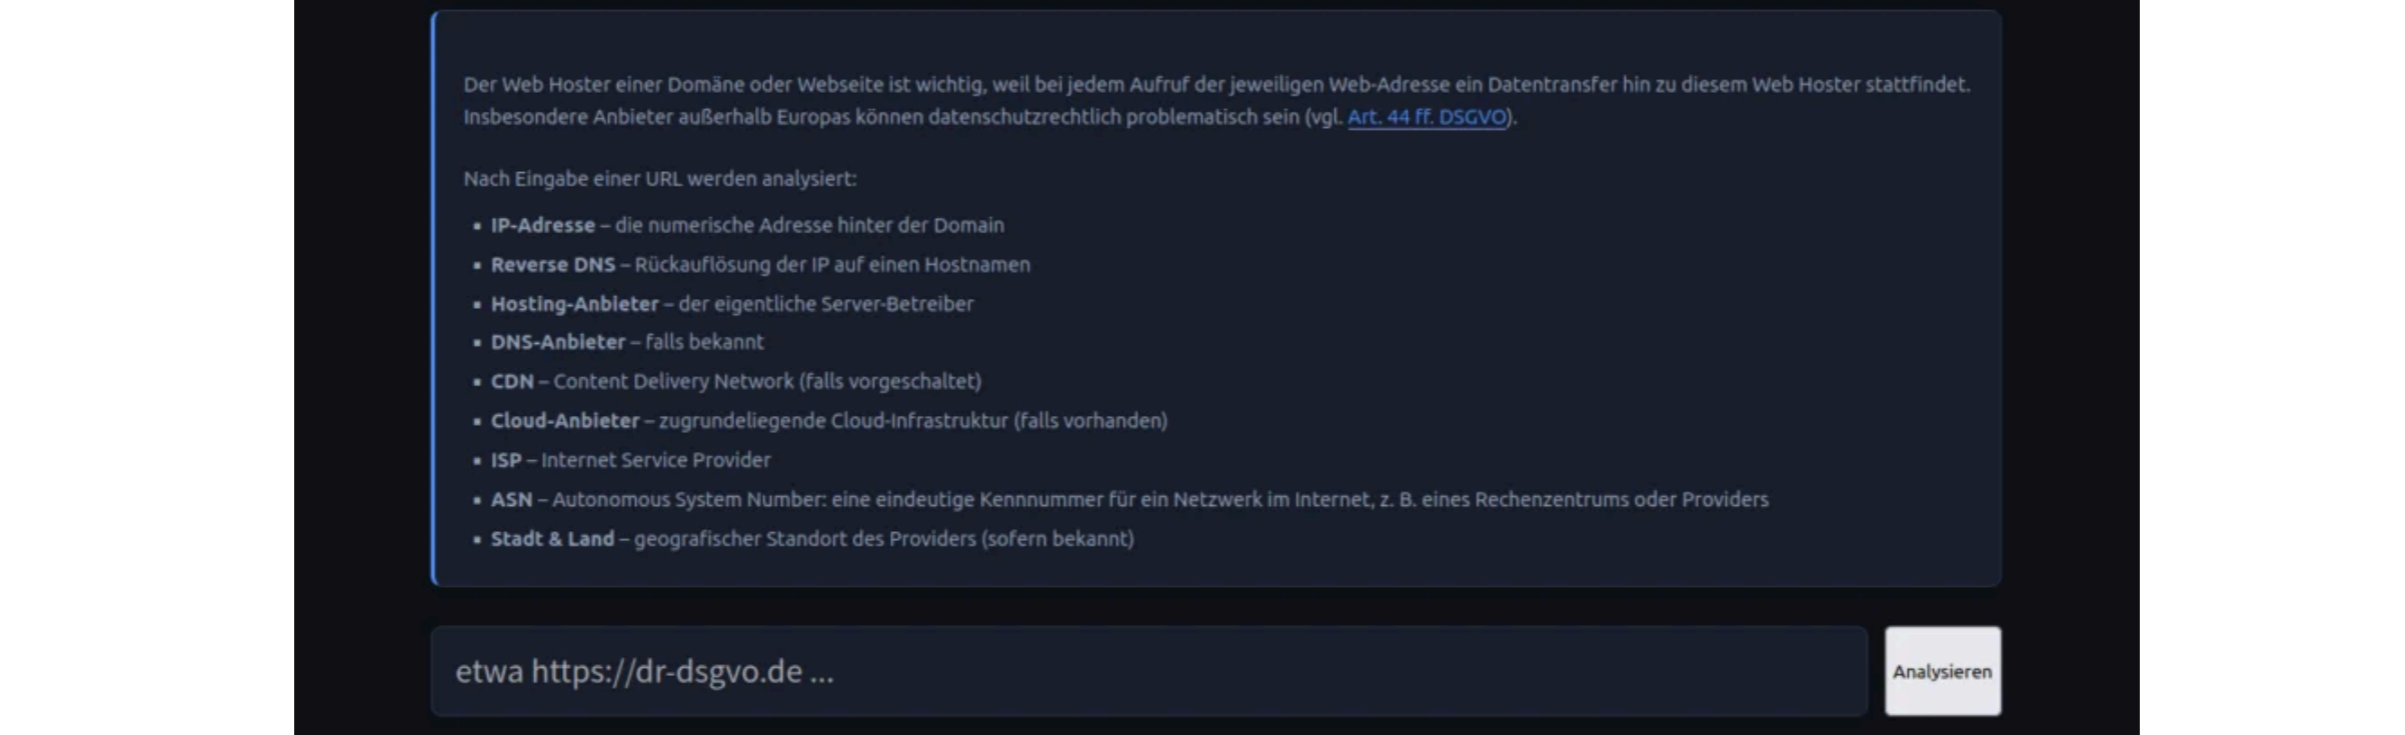 Der Web Hoster einer Domäne oder Webseite ist wichtig, weil bei jedem Aufruf der jeweiligen Web-Adresse ein Datentransfer hin zu diesem Web Hoster stattfindet.
Insbesondere Anbieter außerhalb Europas können datenschutzrechtlich problematisch sein (vgl. Art. 44 ff. DSGVO).
Nach Eingabe einer URL werden analysiert:
▪ IP-Adresse – die numerische Adresse hinter der Domain
▪ Reverse DNS – Rückauflösung der IP auf einen Hostnamen
▪ Hosting-Anbieter – der eigentliche Server-Betreiber
▪ DNS-Anbieter – falls bekannt
▪ CDN – Content Delivery Network (falls vorgeschaltet)
▪ Cloud-Anbieter – zugrundeliegende Cloud-Infrastruktur (falls vorhanden)
▪ ISP – Internet Service Provider
▪ ASN – Autonomous System Number: eine eindeutige Kennnummer für ein Netzwerk im Internet, z. B. eines Rechenzentrums oder Providers
▪ Stadt & Land – geografischer Standort des Providers (sofern bekannt)
etwa https://dr-dsgvo.de ...
Analysieren